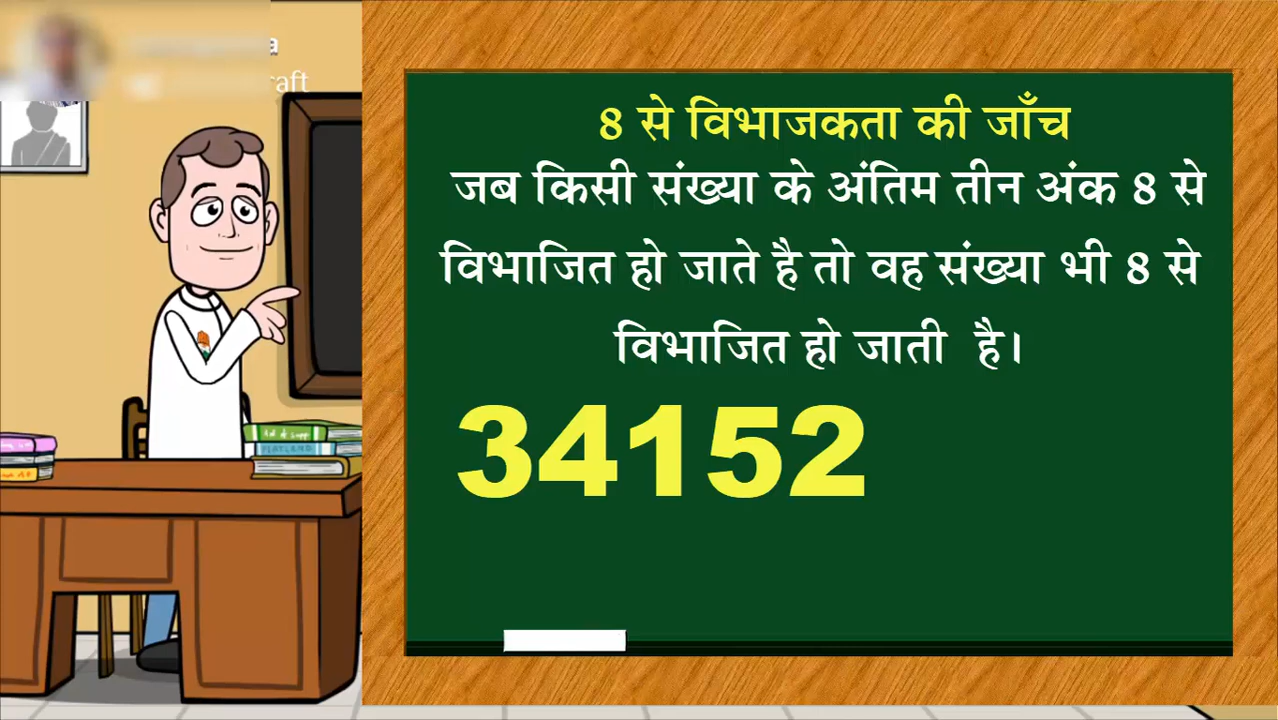 8 से विभाजकता की जाँच
जब किसी संख्या के अंतिम तीन अंक 8 से
विभाजित हो जाते है तो वह संख्या भी 8 से
विभाजित हो जाती है।
34152